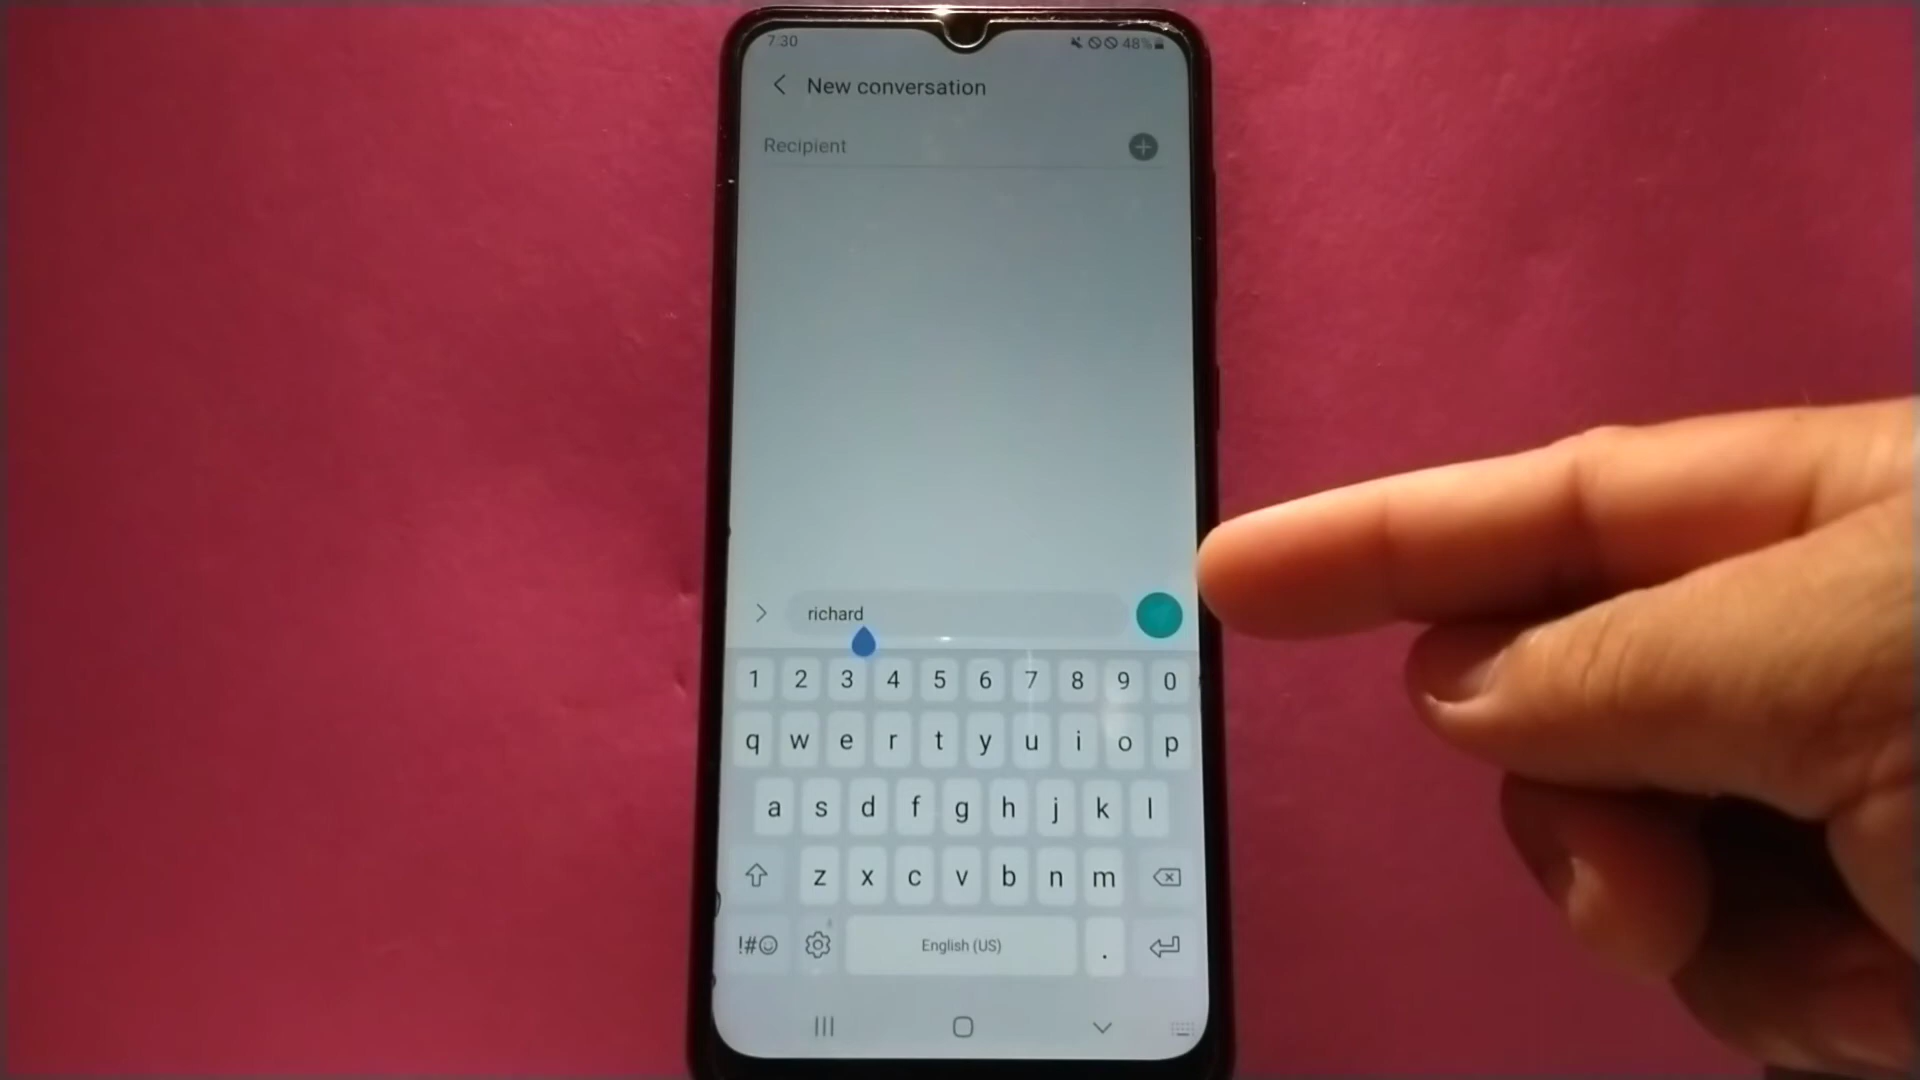 7:30 48%
New conversation
Recipient
richard
1 2 3 4 5 6 7 8 9 0
q w e r t y u i o p
a s d f g h j k l
z x c v b n m
!#☺ English (US) .